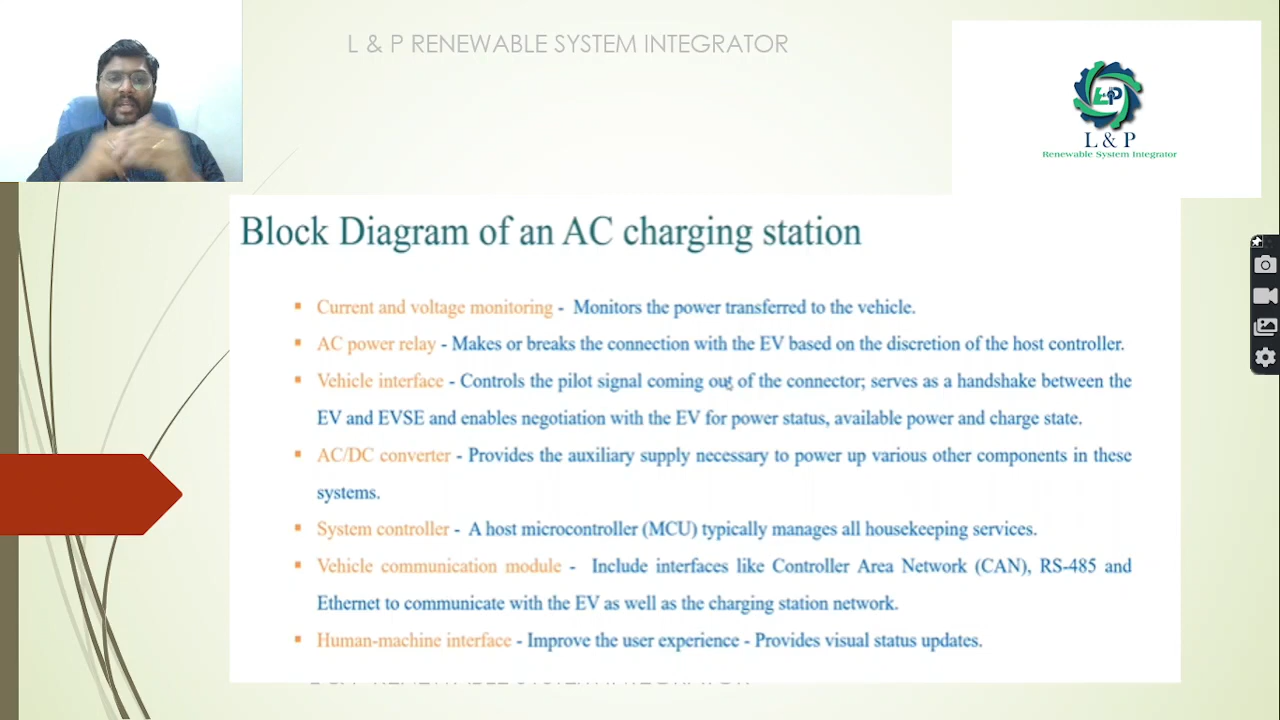 L & P RENEWABLE SYSTEM INTEGRATOR
LP
L & P
Renewable System Integrator
Block Diagram of an AC charging station
▪ Current and voltage monitoring - Monitors the power transferred to the vehicle.
▪ AC power relay - Makes or breaks the connection with the EV based on the discretion of the host controller.
▪ Vehicle interface - Controls the pilot signal coming out of the connector; serves as a handshake between the
EV and EVSE and enables negotiation with the EV for power status, available power and charge state.
▪ AC/DC converter - Provides the auxiliary supply necessary to power up various other components in these
systems.
▪ System controller - A host microcontroller (MCU) typically manages all housekeeping services.
▪ Vehicle communication module - Include interfaces like Controller Area Network (CAN), RS-485 and
Ethernet to communicate with the EV as well as the charging station network.
▪ Human-machine interface - Improve the user experience - Provides visual status updates.